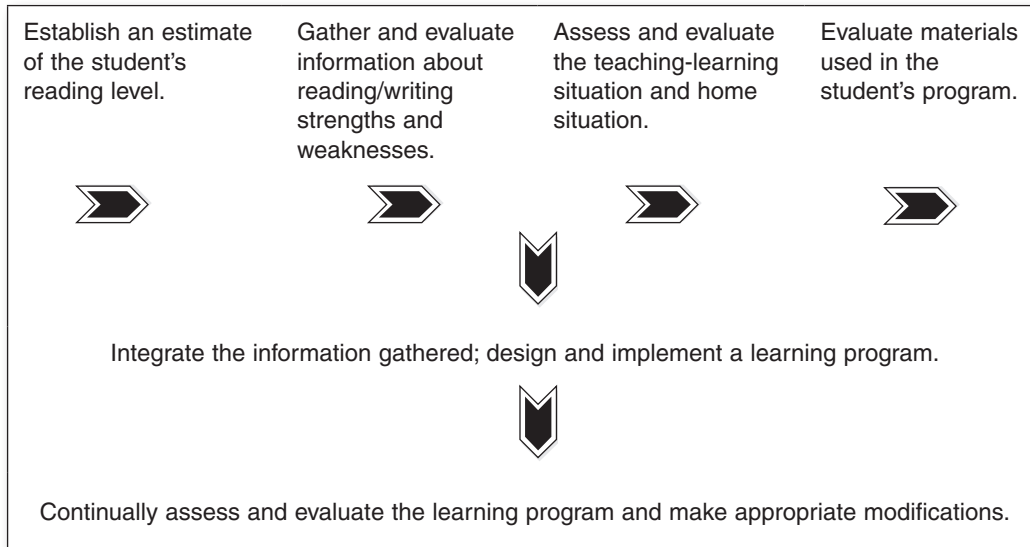 Establish an estimate
of the student's
reading level.
Gather and evaluate
information about
reading/writing
strengths and
weaknesses.
Assess and evaluate
the teaching-learning
situation and home
situation.
Evaluate materials
used in the
student's program.
Integrate the information gathered; design and implement a learning program.
Continually assess and evaluate the learning program and make appropriate modifications.